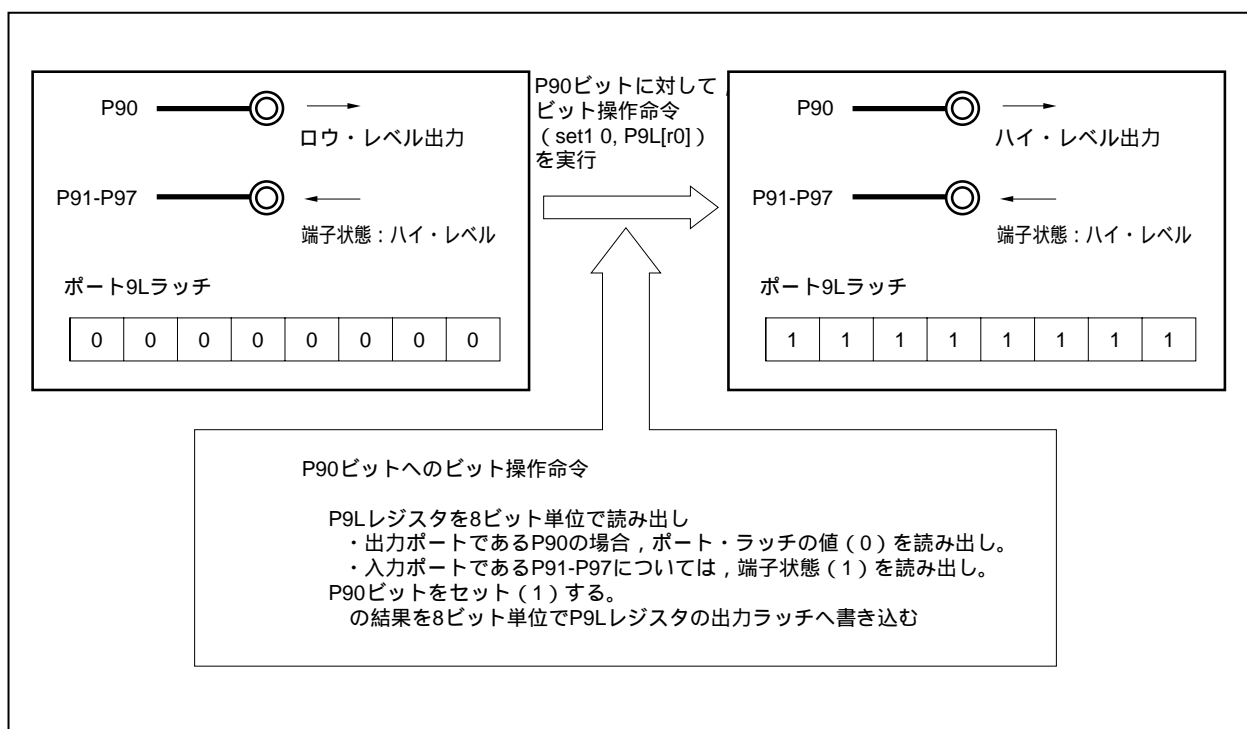 P90
ロウ・レベル出力
P91-P97
端子状態：ハイ・レベル
ポート9Lラッチ
0 0 0 0 0 0 0 0
P90ビットに対して，
ビット操作命令
（set1 0, P9L[r0]）
を実行
P90
ハイ・レベル出力
P91-P97
端子状態：ハイ・レベル
ポート9Lラッチ
1 1 1 1 1 1 1 1
P90ビットへのビット操作命令
P9Lレジスタを8ビット単位で読み出し
・出力ポートであるP90の場合，ポート・ラッチの値（0）を読み出し。
・入力ポートであるP91-P97については，端子状態（1）を読み出し。
P90ビットをセット（1）する。
の結果を8ビット単位でP9Lレジスタの出力ラッチへ書き込む